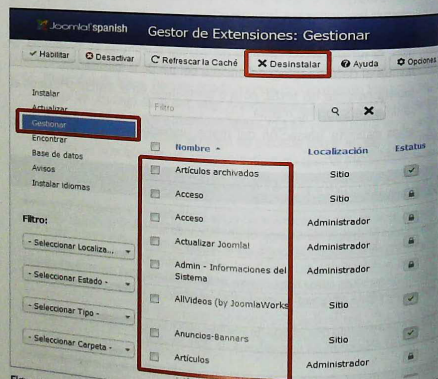 Joomla! spanish
Gestor de Extensiones: Gestionar
Habilitar Desactivar Refrescar la Caché Desinstalar Ayuda Opciones
Instalar
Actualizar
Gestionar
Encontrar
Base de datos
Avisos
Instalar idiomas
Filtro:
- Seleccionar Localiza...
- Seleccionar Estado -
- Seleccionar Tipo -
- Seleccionar Carpeta -
Filtro
Nombre Localización Estatus
Artículos archivados Sitio
Acceso Sitio
Acceso Administrador
Actualizar Joomla! Administrador
Admin - Informaciones del Administrador
Sistema
AllVideos (by JoomlaWorks Sitio
Anuncios-Banners Sitio
Artículos Administrador